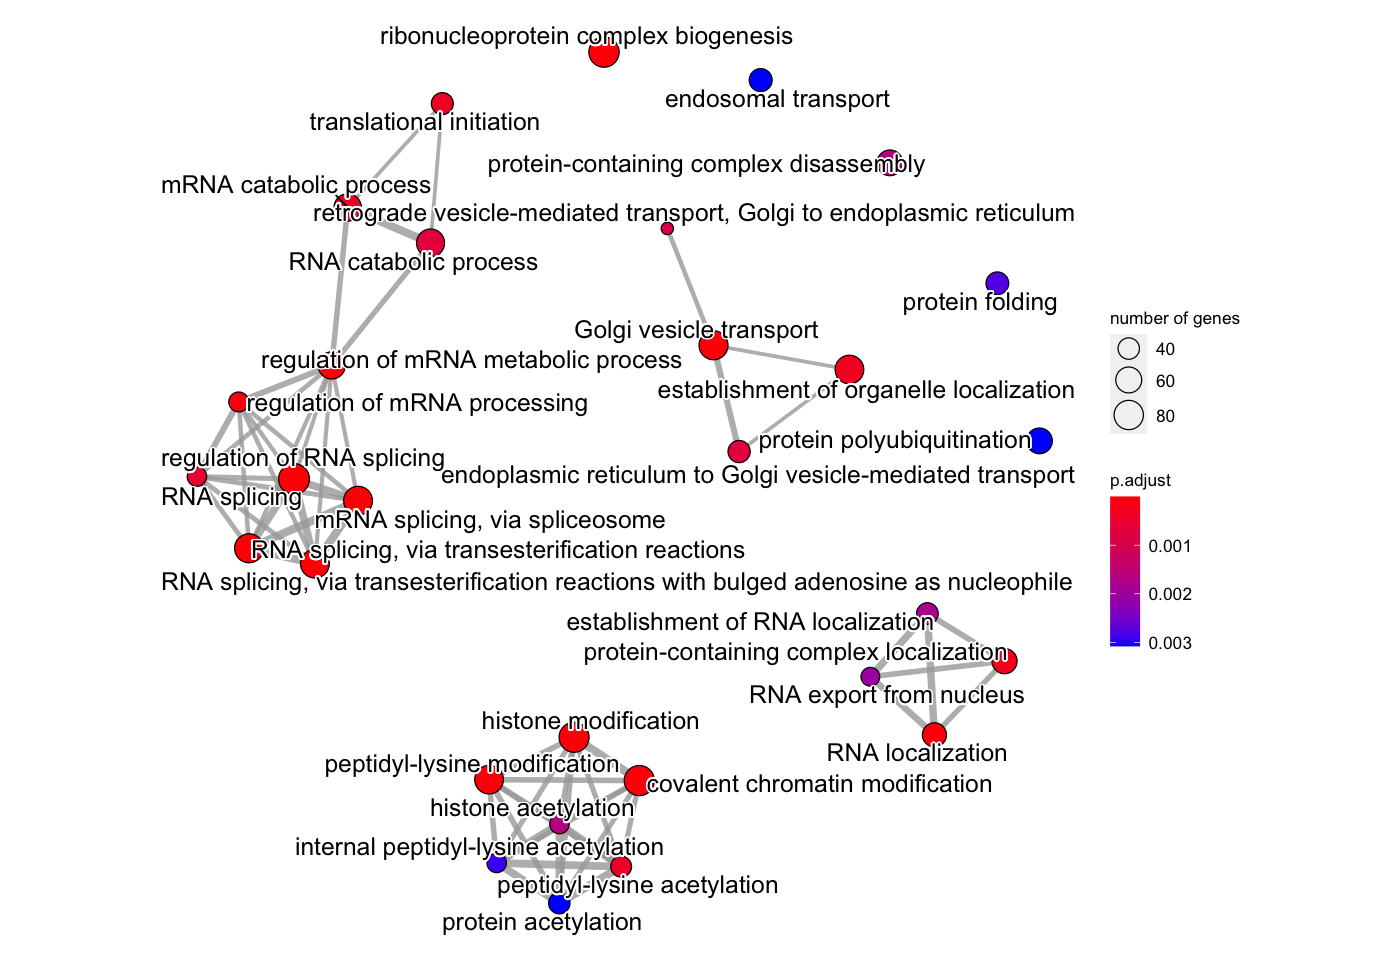 ribonucleoprotein complex biogenesis
endosomal transport
translational initiation
protein-containing complex disassembly
mRNA catabolic process
retrograde vesicle-mediated transport, Golgi to endoplasmic reticulum
RNA catabolic process
protein folding
number of genes
Golgi vesicle transport
40
regulation of mRNA metabolic process
60
establishment of organelle localization
regulation of mRNA processing
80
protein polyubiquitination
regulation of RNA splicing
endoplasmic reticulum to Golgi vesicle-mediated transport
p.adjust
RNA splicing
mRNA splicing, via spliceosome
0.001
RNA splicing, via transesterification reactions
RNA splicing, via transesterification reactions with bulged adenosine as nucleophile
0.002
establishment of RNA localization
0.003
protein-containing complex localization
RNA export from nucleus
histone modification
RNA localization
peptidyl-lysine modification
covalent chromatin modification
histone acetylation
internal peptidyl-lysine acetylation
peptidyl-lysine acetylation
protein acetylation